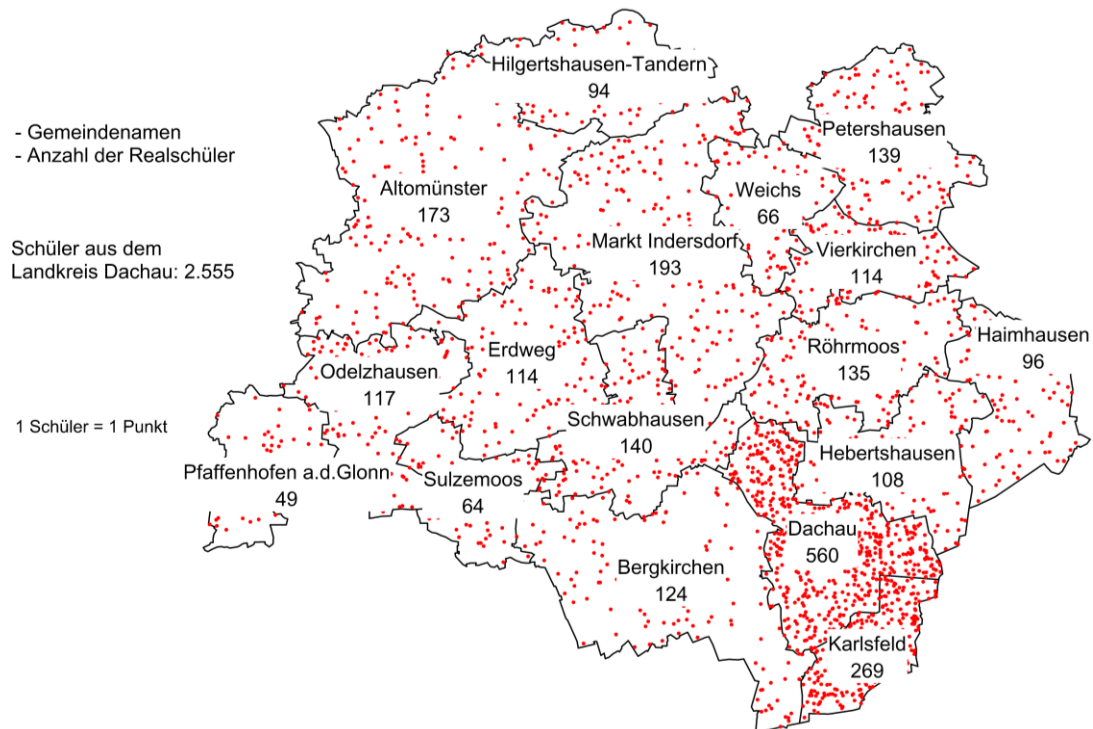 Hilgertshausen-Tandern
94
- Gemeindenamen
- Anzahl der Realschüler
Petershausen
139
Altomünster
173
Weichs
66
Schüler aus dem
Landkreis Dachau: 2.555
Markt Indersdorf
193
Vierkirchen
114
Haimhausen
96
Röhrmoos
135
Erdweg
114
Odelzhausen
117
1 Schüler = 1 Punkt
Schwabhausen
140
Hebertshausen
108
Pfaffenhofen a.d.Glonn
49
Sulzemoos
64
Dachau
560
Bergkirchen
124
Karlsfeld
269